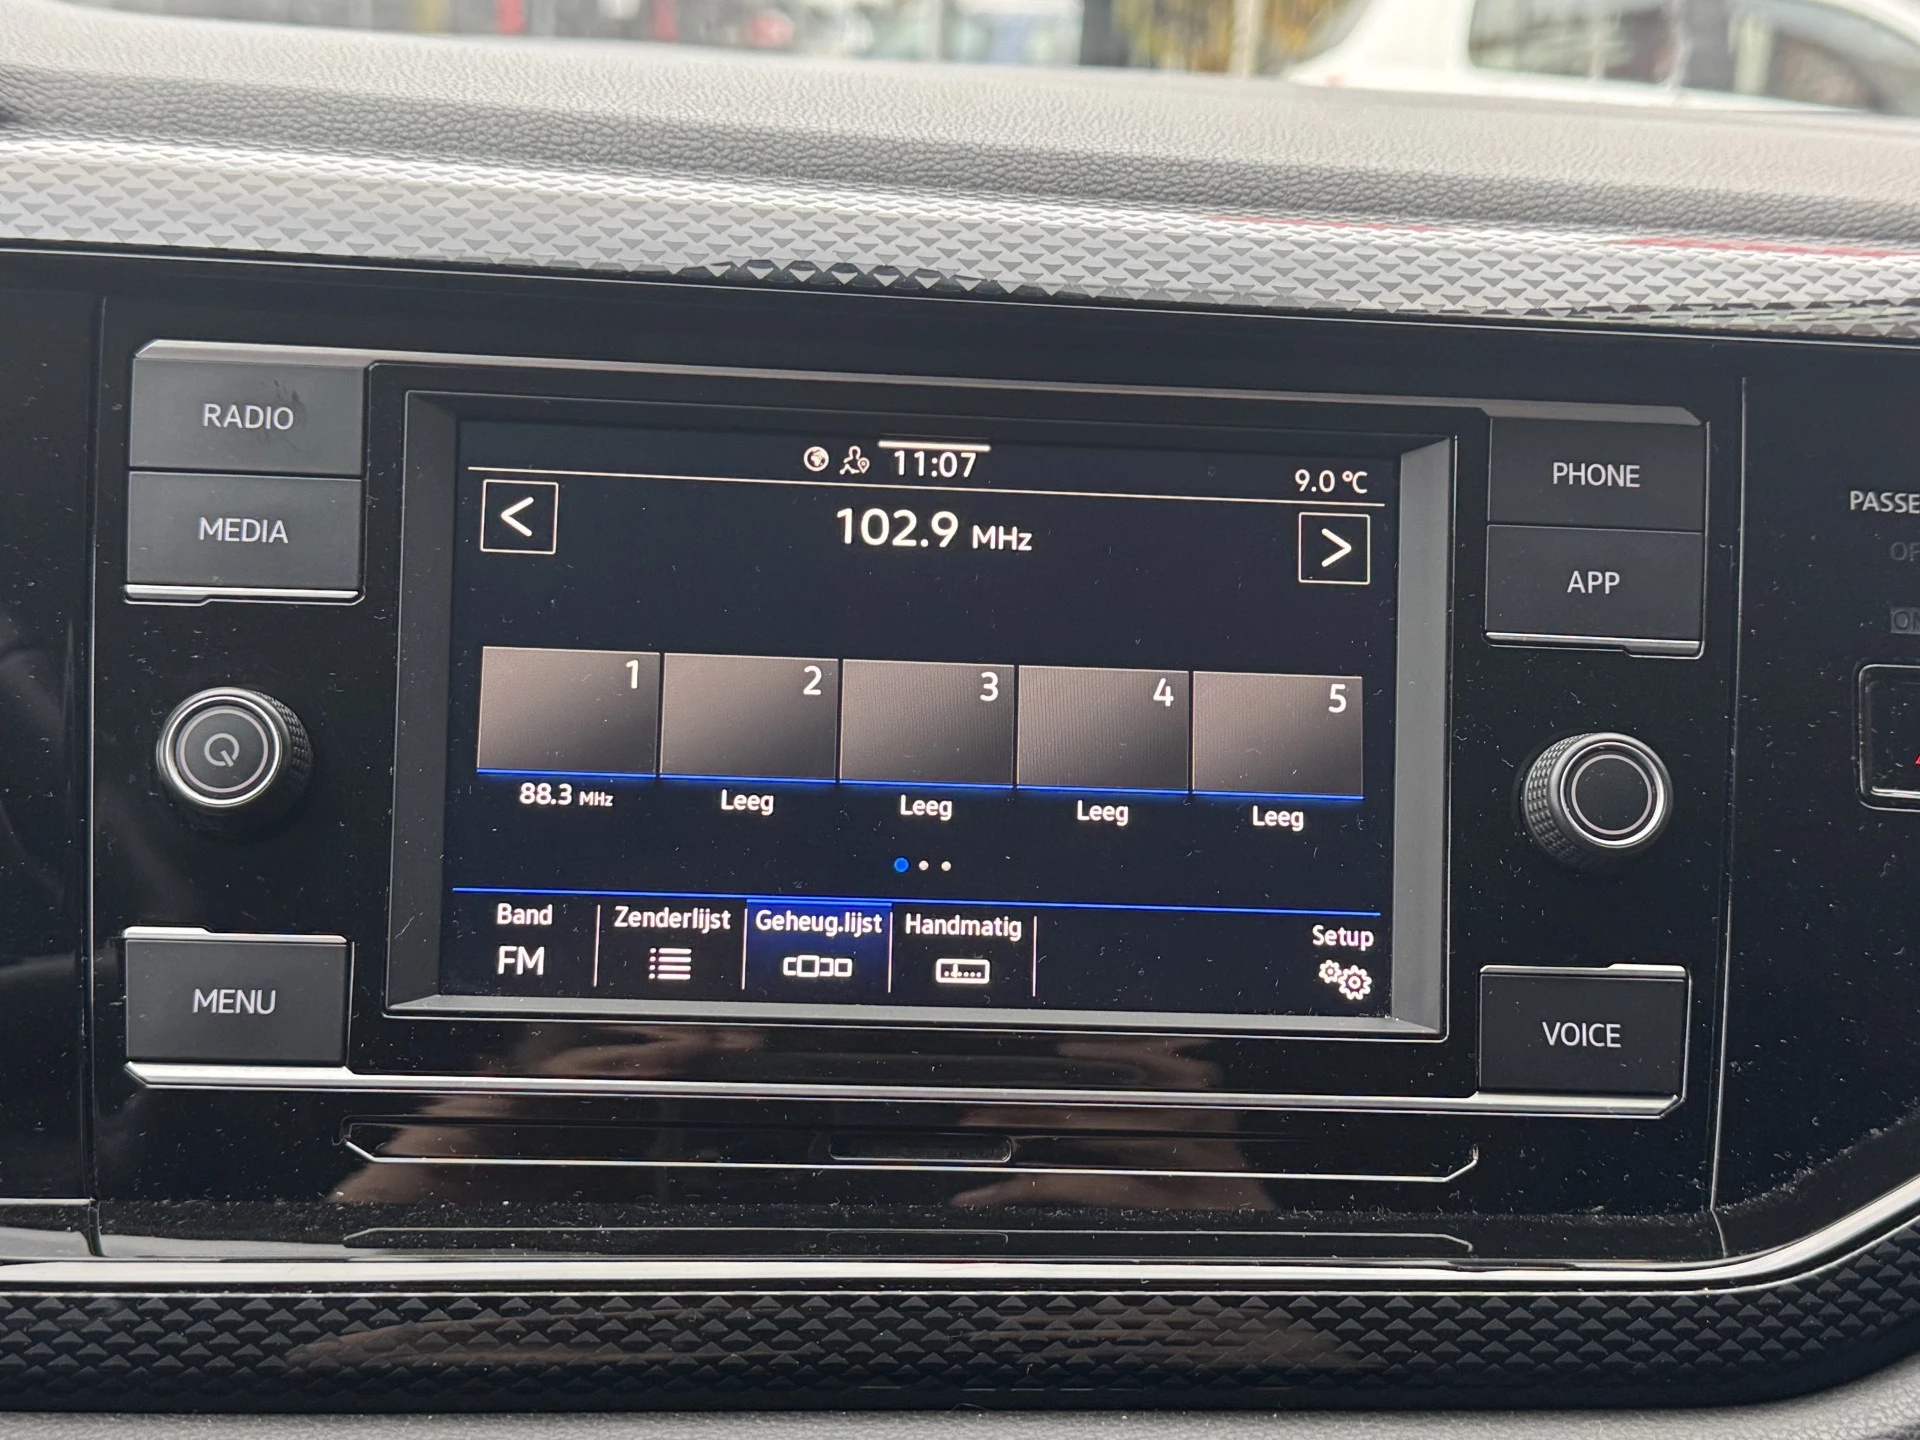 RADIO
MEDIA
MENU
11:07
9.0 °C
<
102.9 MHz
>
1
2
3
4
5
88.3 MHz
Leeg
Leeg
Leeg
Leeg
Band
Zenderlijst
Geheug.lijst
Handmatig
Setup
FM
PHONE
APP
VOICE